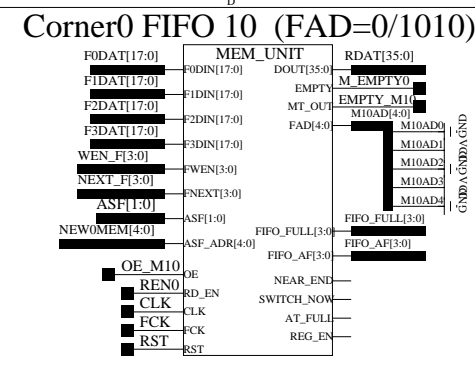 D
Corner0 FIFO 10 (FAD=0/1010)
MEM_UNIT
F0DAT[17:0] F0DIN[17:0] DOUT[35:0] RDAT[35:0]
F1DAT[17:0] F1DIN[17:0] EMPTY M_EMPTY0
F2DAT[17:0] F2DIN[17:0] MT_OUT EMPTY_M10
F3DAT[17:0] F3DIN[17:0] FAD[4:0] M10AD[4:0]
M10AD0 GND
M10AD1
M10AD2 GND
M10AD3
M10AD4 GND
WEN_F[3:0] FWEN[3:0]
NEXT_F[3:0] FNEXT[3:0]
ASF[1:0] ASF[1:0] FIFO_FULL[3:0] FIFO_FULL[3:0]
NEW0MEM[4:0] ASF_ADR[4:0] FIFO_AF[3:0] FIFO_AF[3:0]
OE_M10 OE NEAR_END
REN0 RD_EN SWITCH_NOW
CLK CLK AT_FULL
FCK FCK REG_EN
RST RST